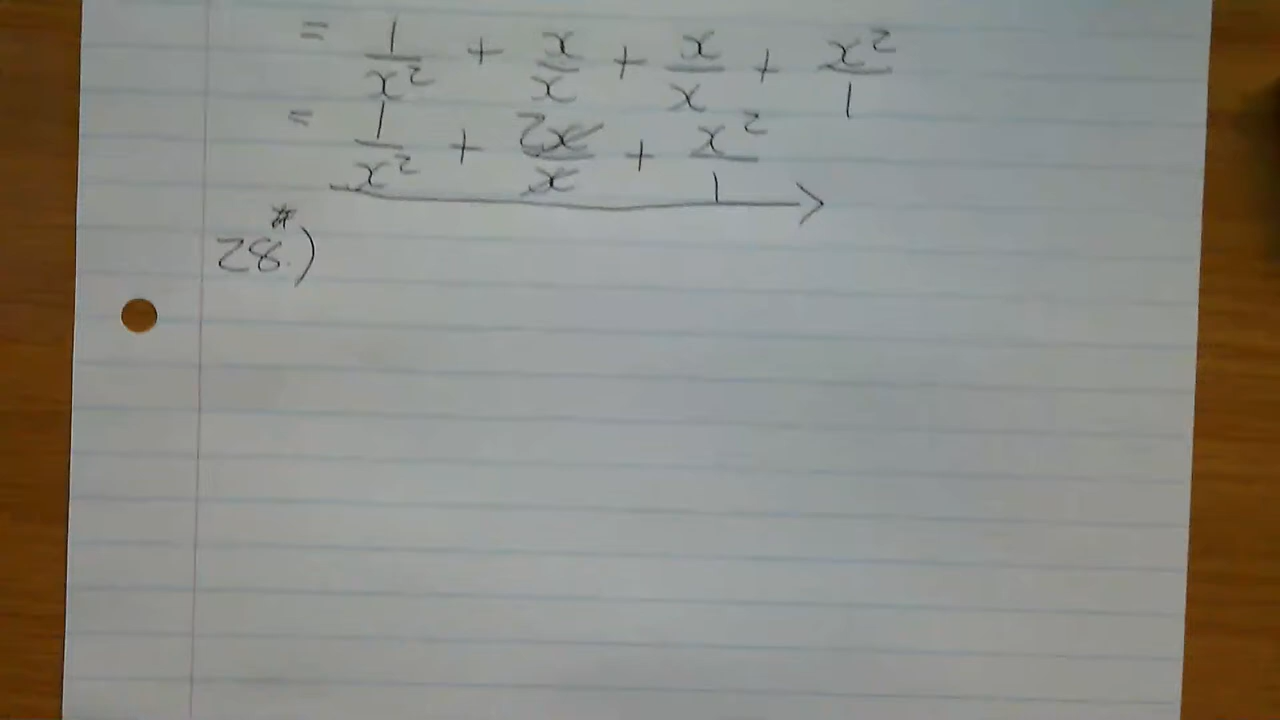 = 1/x² + x/x + x/x + x²/1
= 1/x² + 2x/x + x²/1
28.*)